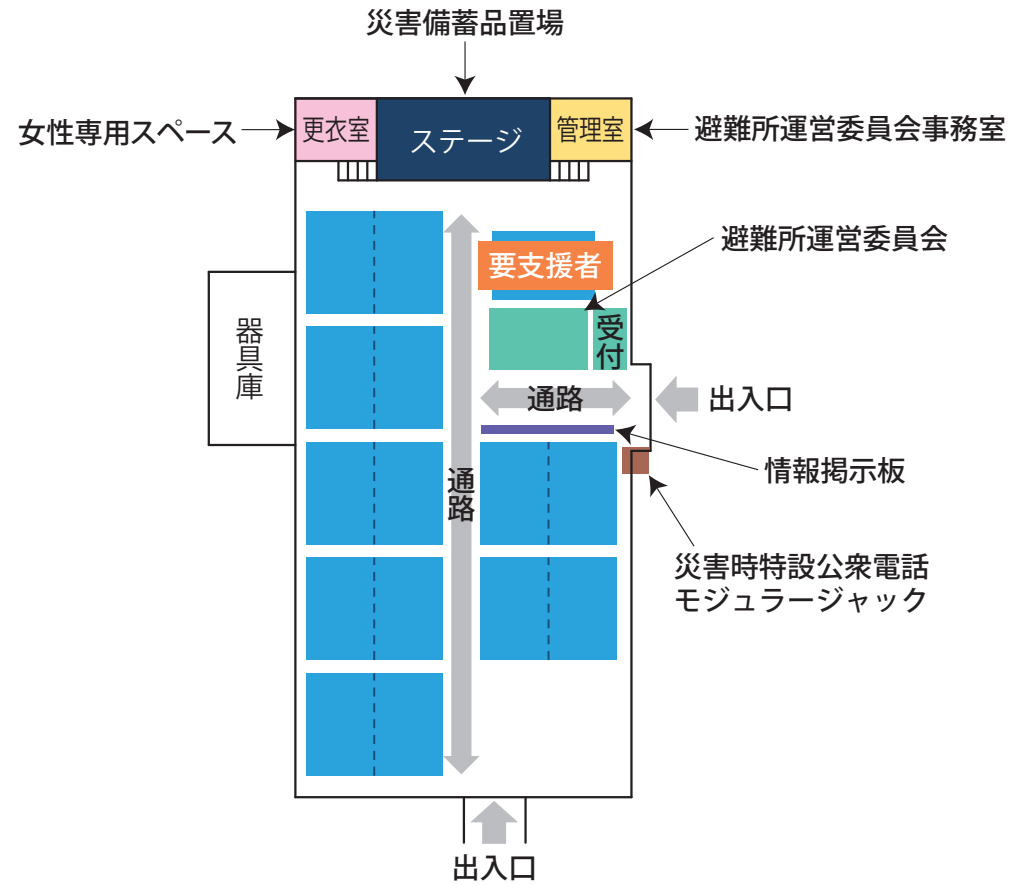 災害備蓄品置場
女性専用スペース
更衣室
ステージ
管理室
避難所運営委員会事務室
要支援者
避難所運営委員会
受付
器具庫
通路
出入口
情報掲示板
通路
災害時特設公衆電話
モジュラージャック
出入口